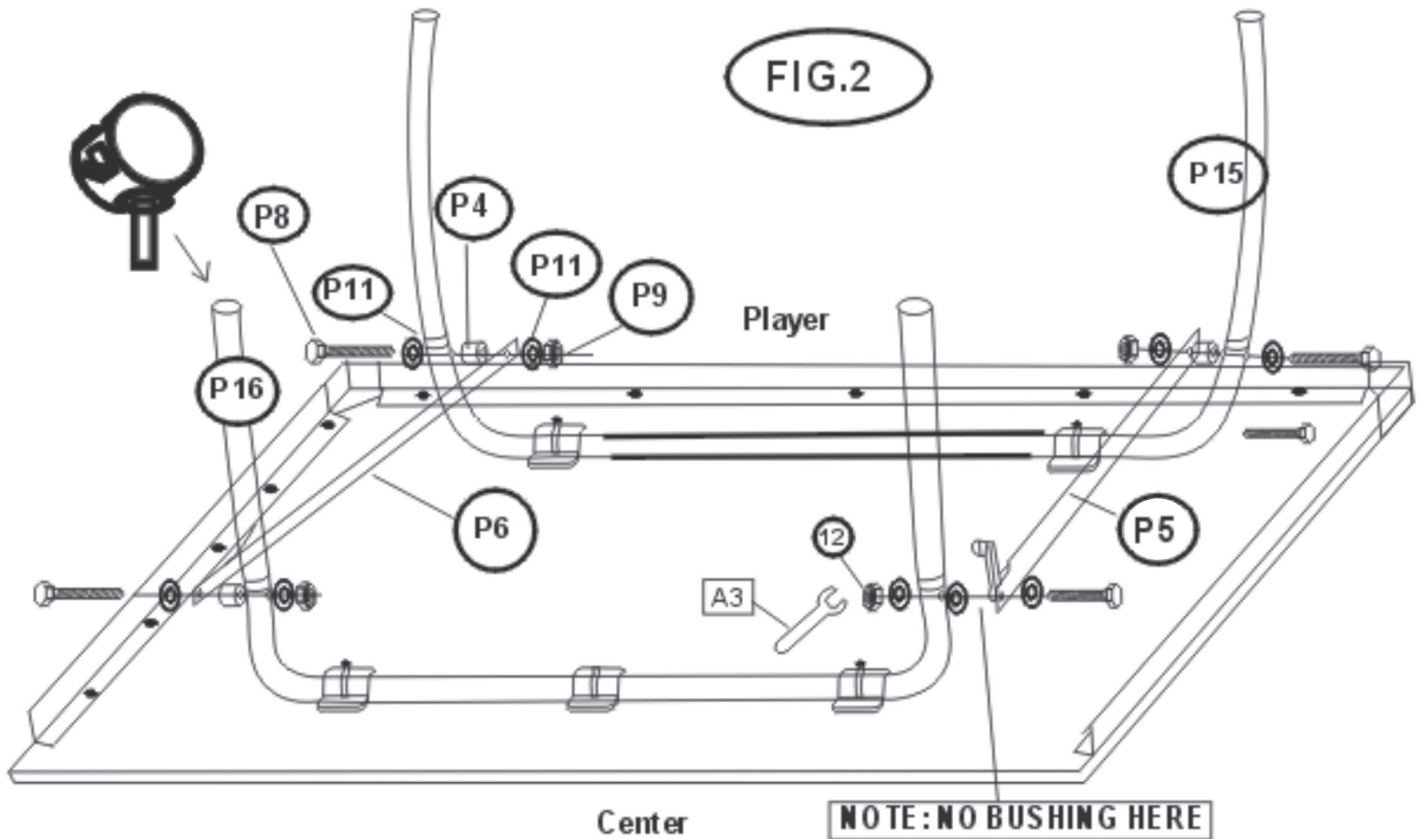 FIG.2
P15
P8
P4
P11
P11
P9
Player
P16
P6
12
P5
A3
Center
NOTE: NO BUSHING HERE